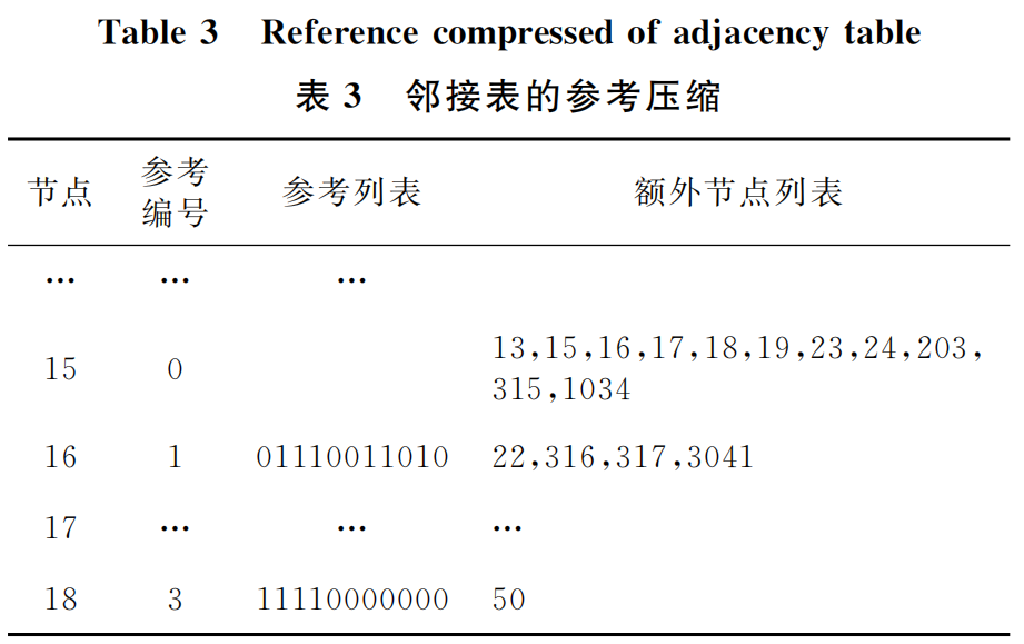 Table 3 Reference compressed of adjacency table
表 3 邻接表的参考压缩
节点 参考编号 参考列表 额外节点列表
… … …
15 0 13,15,16,17,18,19,23,24,203,
315,1034
16 1 01110011010 22,316,317,3041
17 … … …
18 3 11110000000 50